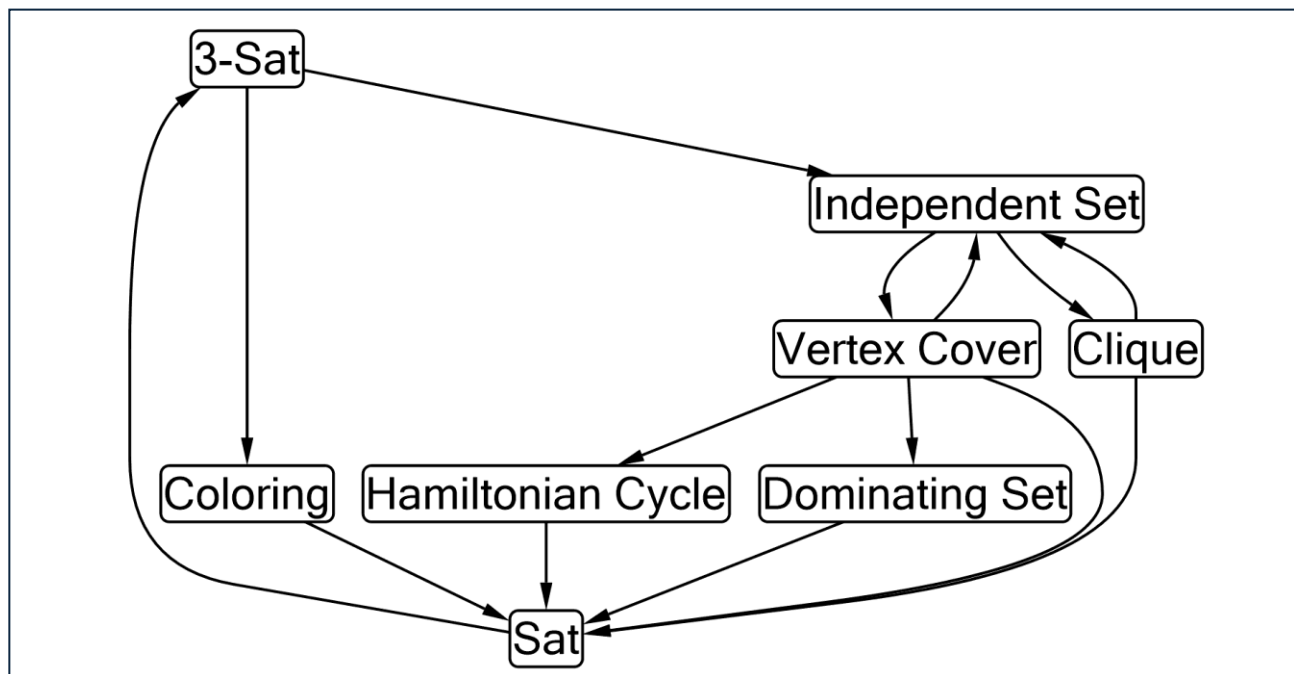 3-Sat
Independent Set
Vertex Cover
Clique
Coloring
Hamiltonian Cycle
Dominating Set
Sat